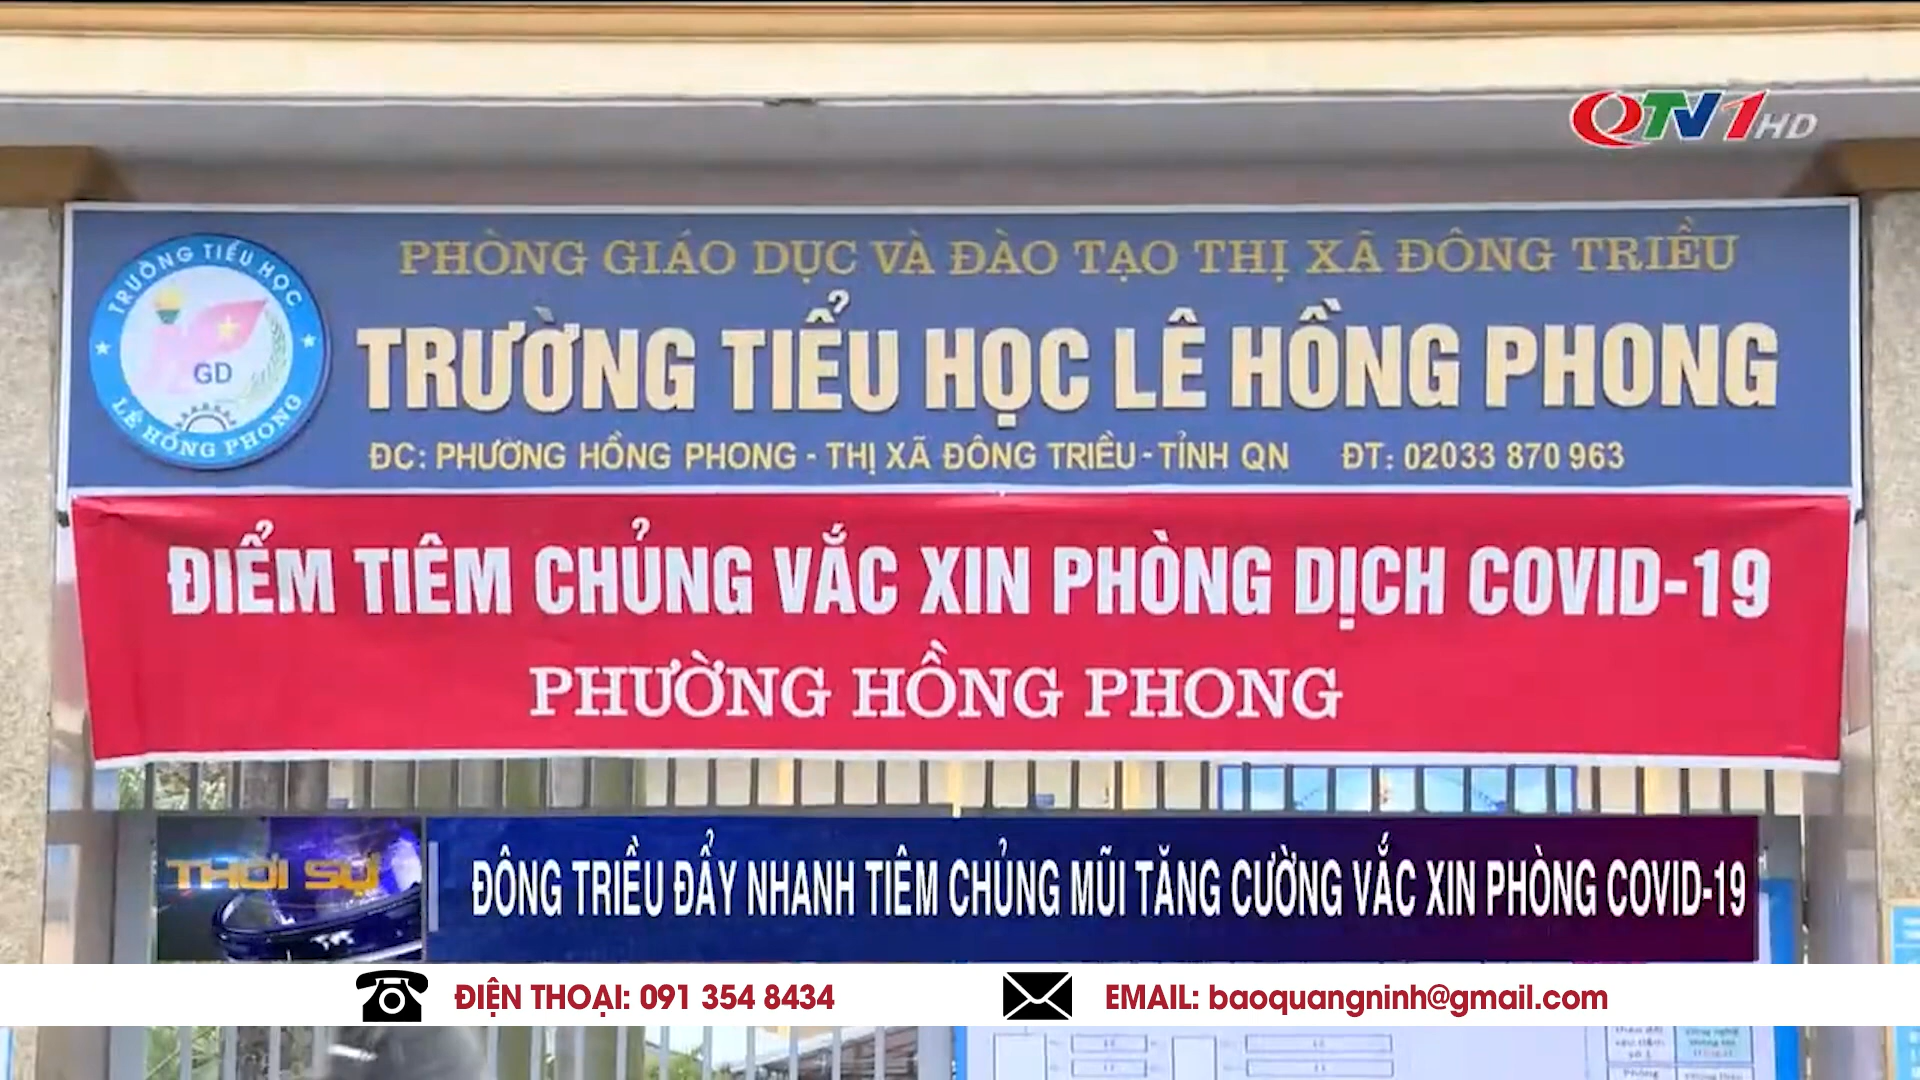 QTV1HD
PHÒNG GIÁO DỤC VÀ ĐÀO TẠO THỊ XÃ ĐÔNG TRIỀU
TRƯỜNG TIỂU HỌC
GD
LÊ HỒNG PHONG
TRƯỜNG TIỂU HỌC LÊ HỒNG PHONG
ĐC: PHƯỜNG HỒNG PHONG - THỊ XÃ ĐÔNG TRIỀU - TỈNH QN ĐT: 02033 870 963
ĐIỂM TIÊM CHỦNG VẮC XIN PHÒNG DỊCH COVID-19
PHƯỜNG HỒNG PHONG
THỜI SỰ
ĐÔNG TRIỀU ĐẨY NHANH TIÊM CHỦNG MŨI TĂNG CƯỜNG VẮC XIN PHÒNG COVID-19
ĐIỆN THOẠI: 091 354 8434
EMAIL: baoquangninh@gmail.com